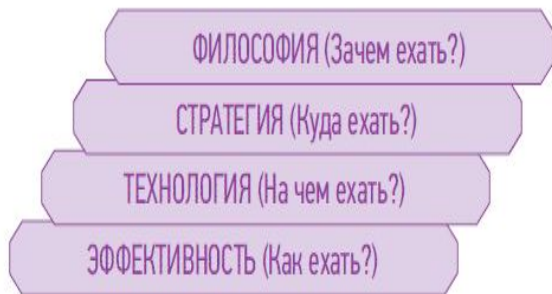 ФИЛОСОФИЯ (Зачем ехать?)
СТРАТЕГИЯ (Куда ехать?)
ТЕХНОЛОГИЯ (На чем ехать?)
ЭФФЕКТИВНОСТЬ (Как ехать?)